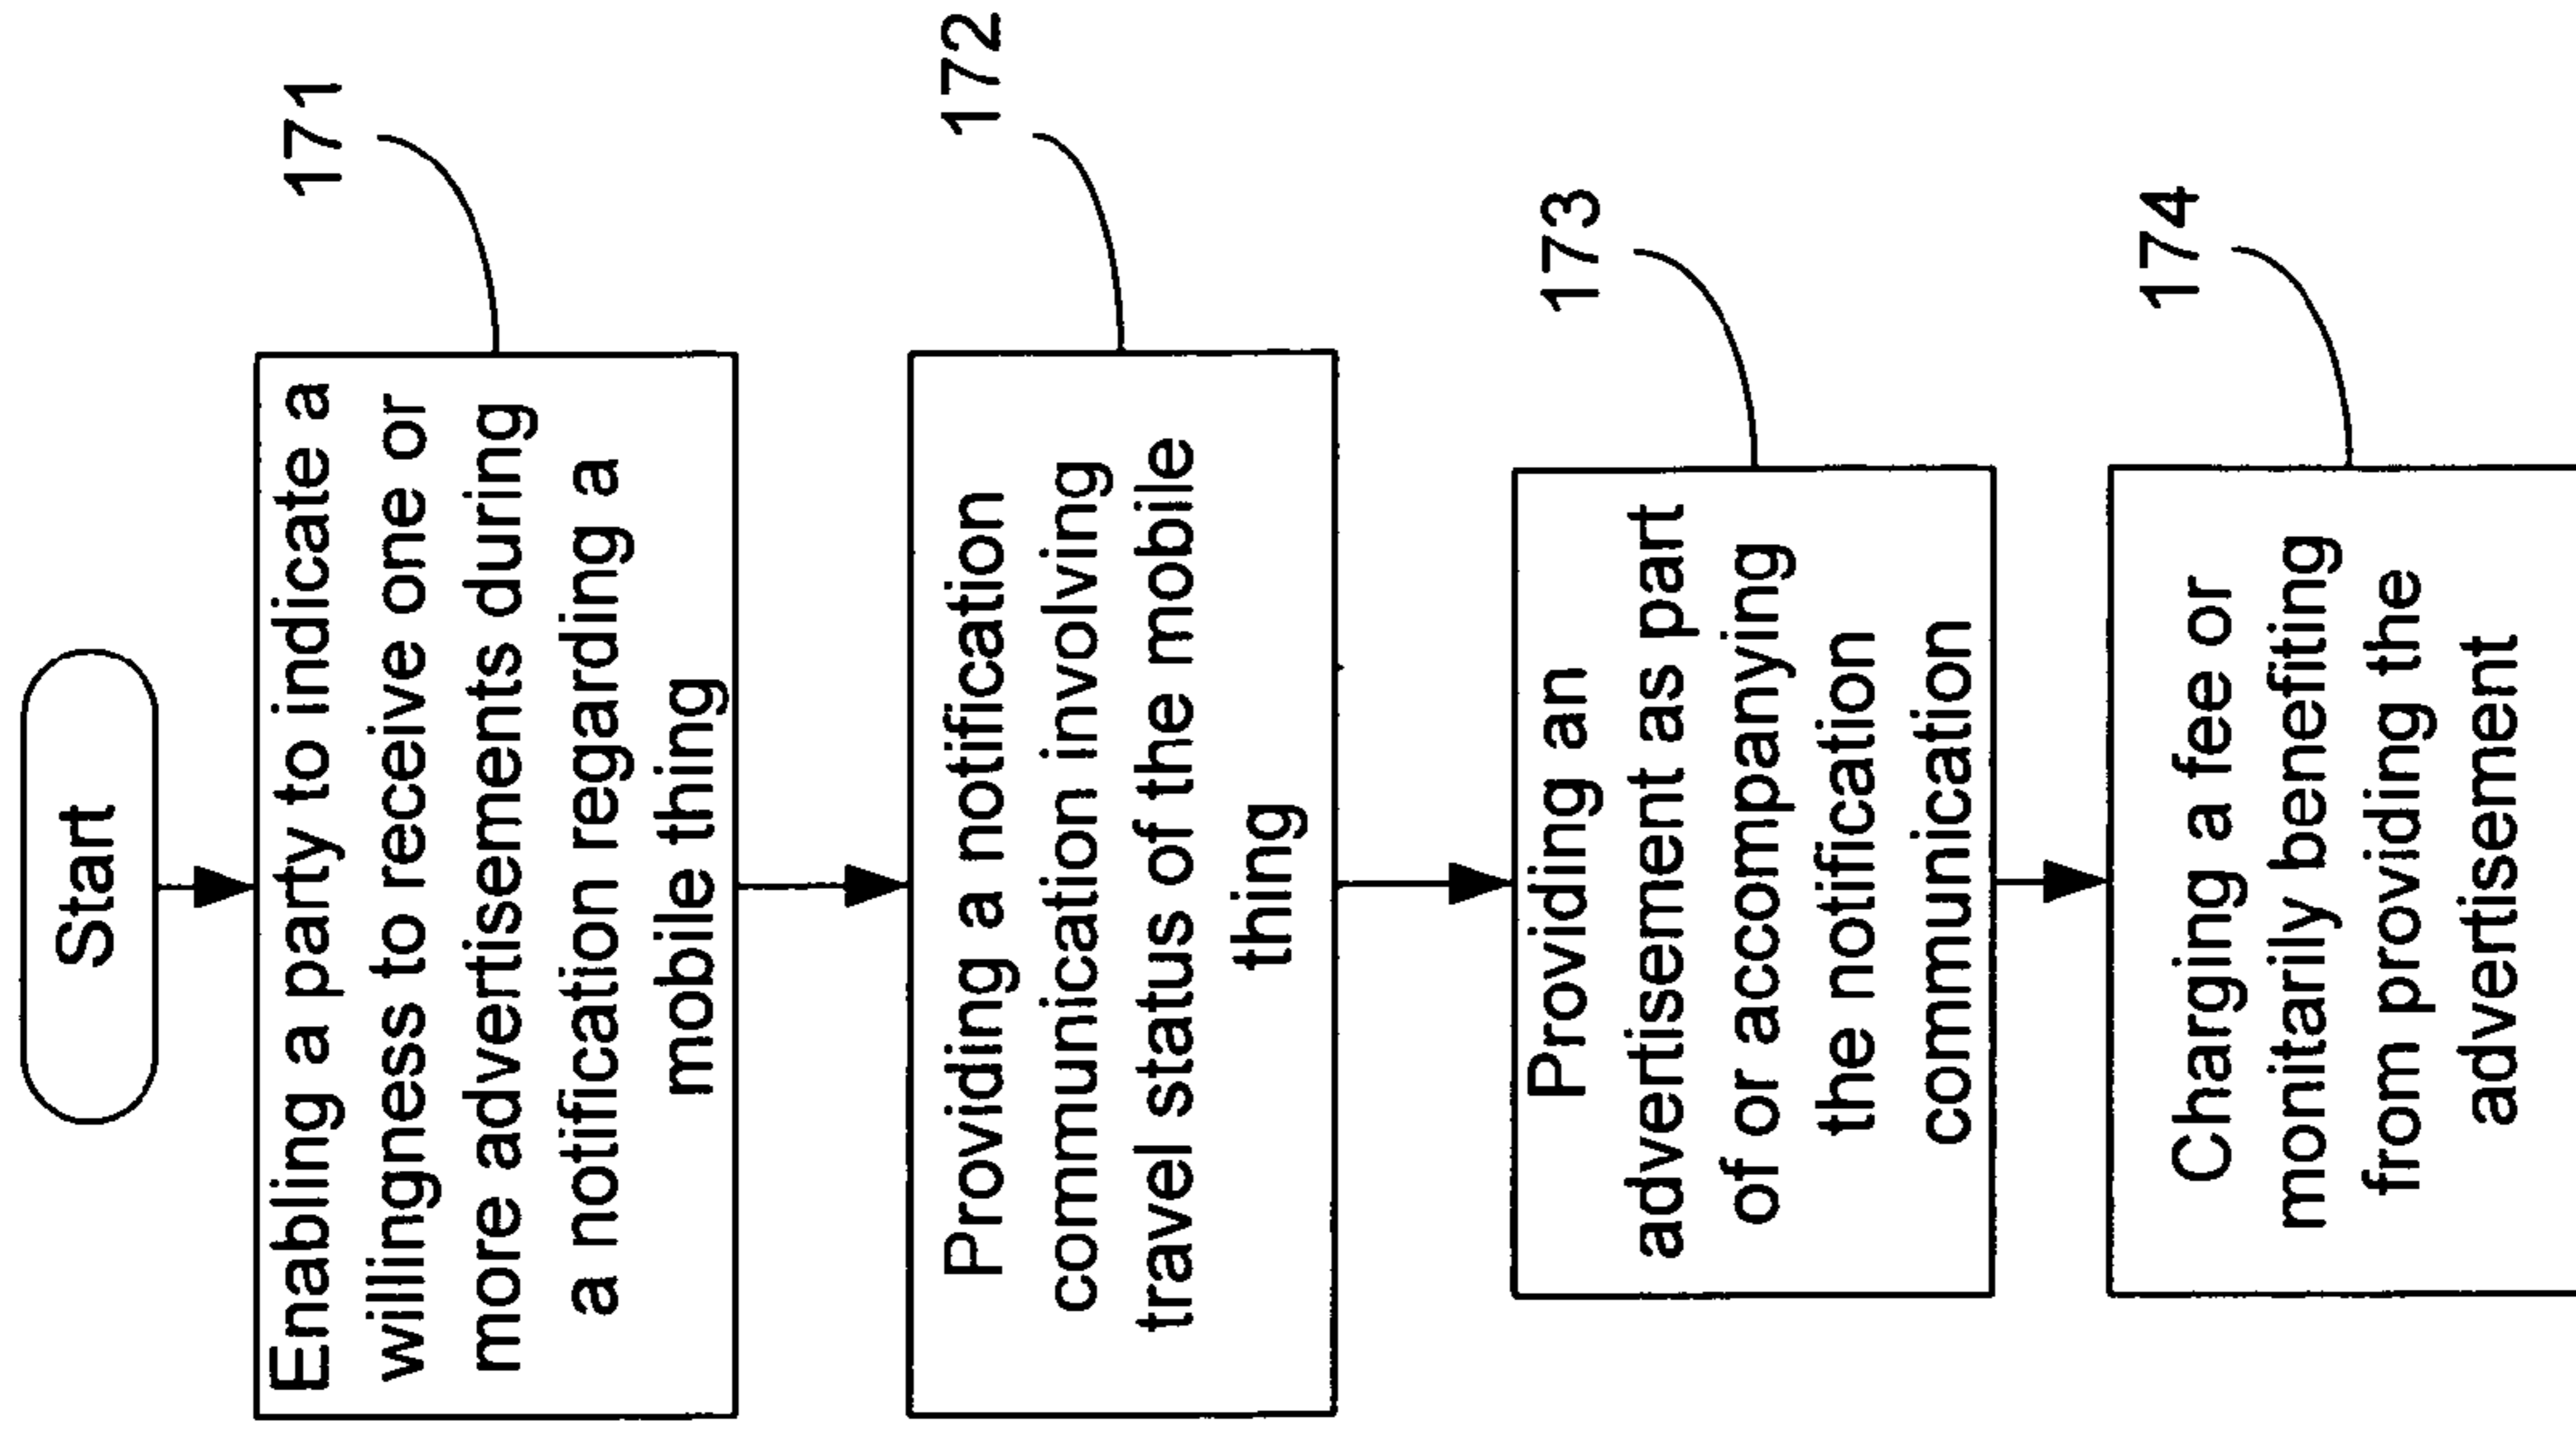 Start
Enabling a party to indicate a
willingness to receive one or
more advertisements during
a notification regarding a
mobile thing
171
Providing a notification
communication involving
travel status of the mobile
thing
172
Providing an
advertisement as part
of or accompanying
the notification
communication
173
Charging a fee or
monitarily benefiting
from providing the
advertisement
174